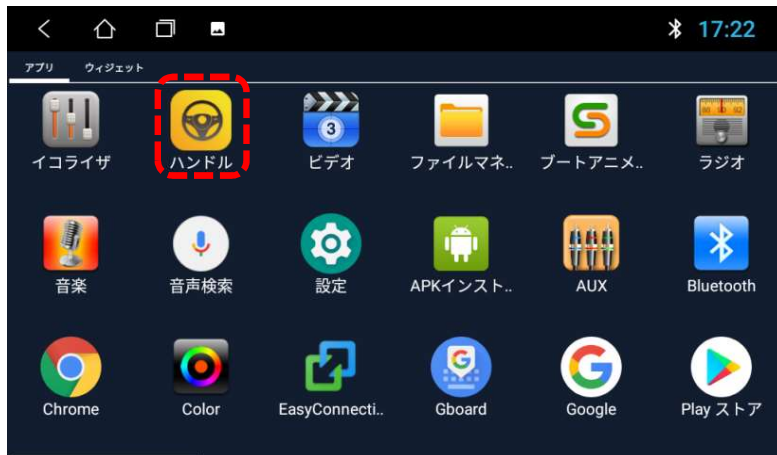 17:22
アプリ ウィジェット
イコライザ ハンドル ビデオ ファイルマネ.. ブートアニメ.. ラジオ
3
音楽 音声検索 設定 APKインスト.. AUX Bluetooth
Chrome Color EasyConnecti.. Gboard Google Play ストア